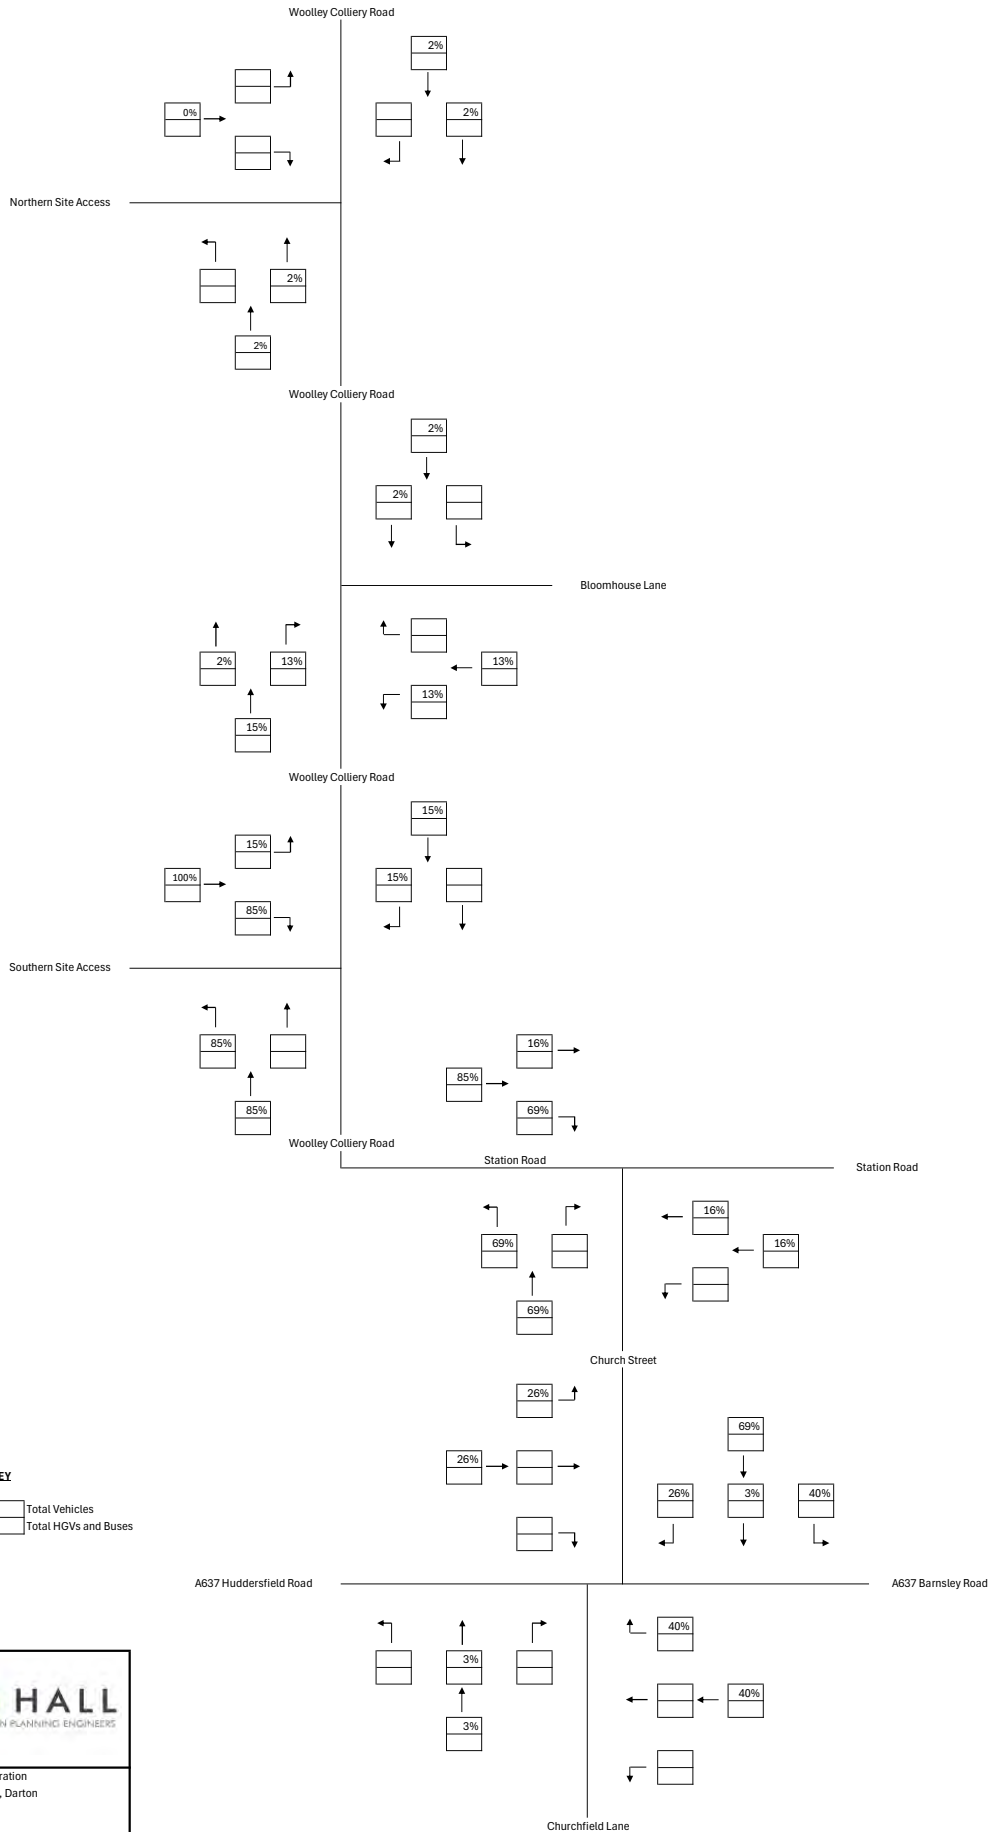 Woolley Colliery Road
2%
0%
2%
Northern Site Access
2%
2%
Woolley Colliery Road
2%
2%
Bloomhouse Lane
2%
13%
13%
13%
15%
Woolley Colliery Road
15%
15%
100%
15%
85%
Southern Site Access
85%
16%
85%
85%
69%
Woolley Colliery Road
Station Road
Station Road
16%
69%
16%
69%
Church Street
26%
69%
26%
26%
3%
40%
EY
Total Vehicles
Total HGVs and Buses
A637 Huddersfield Road
A637 Barnsley Road
40%
3%
40%
3%
HALL
N PLANNING ENGINEERS
ration
, Darton
Churchfield Lane